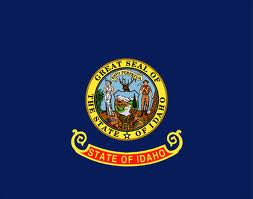 GREAT SEAL OF
THE STATE OF IDAHO
STATE OF IDAHO